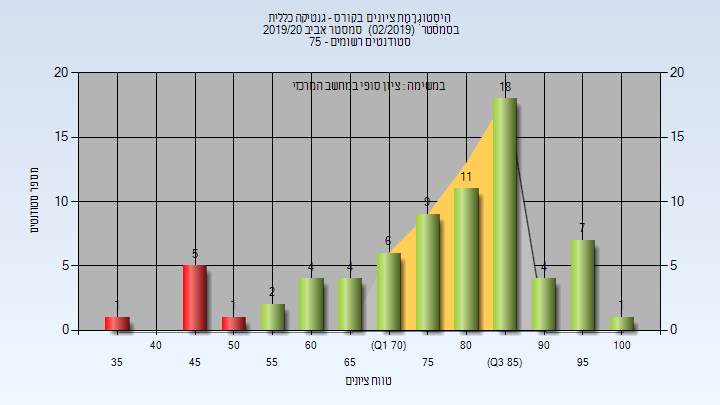 היסטוגרמת ציונים בקורס - גנטיקה כללית
בסמסטר (02/2019) סמסטר אביב 2019/20
סטודנטים רשומים - 75
במשימה : ציון סופי במחשב המרכזי
מספר סטודנטים
20 20
15 15
10 10
5 5
0 0
1 5 1 2 4 4 6 9 11 18 4 7 1
40 50 60 (Q1 70) 80 90 100
35 45 55 65 75 (Q3 85) 95
טווח ציונים